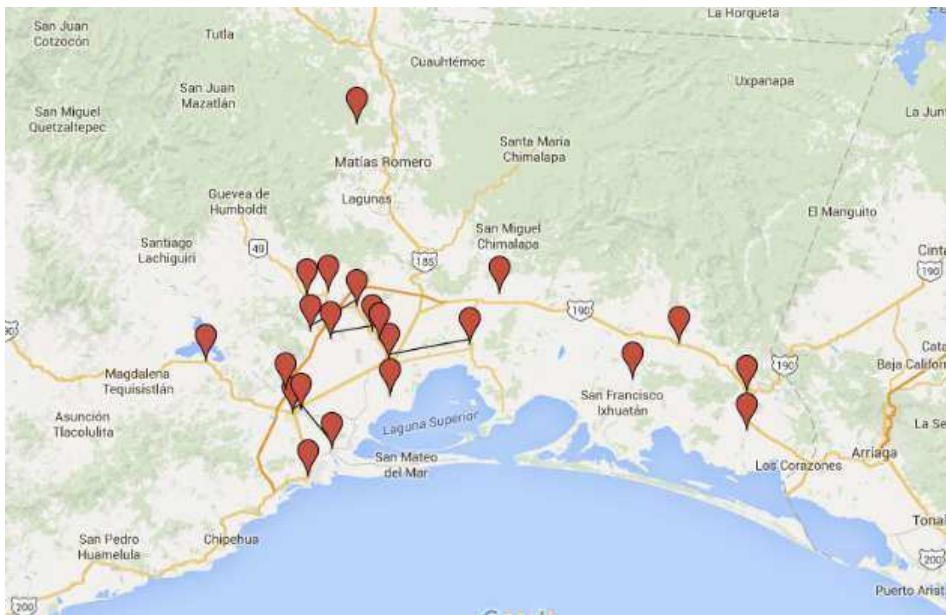 La Horqueta
San Juan
Cotzocón
Tutla
Cuauhtémoc
Uxpanapa
San Juan
Mazatlán
San Miguel
Quetzaltepec
La Jun
Santa Maria
Chimalapa
Matías Romero
Guevea de
Humboldt
Lagunas
El Manguito
San Miguel
Chimalapa
Santiago
Lachiguiri
49
185
Cinta
190
190
190
190
Magdalena
Tequisistlán
Cata
Baja Califor
San Francisco
Ixhuatán
Asunción
Tlacolulita
Laguna Superior
La Se
San Mateo
del Mar
Los Corazones
Arriaga
Tonal
San Pedro
Huamelula
Chipehua
200
200
Puerto Arist